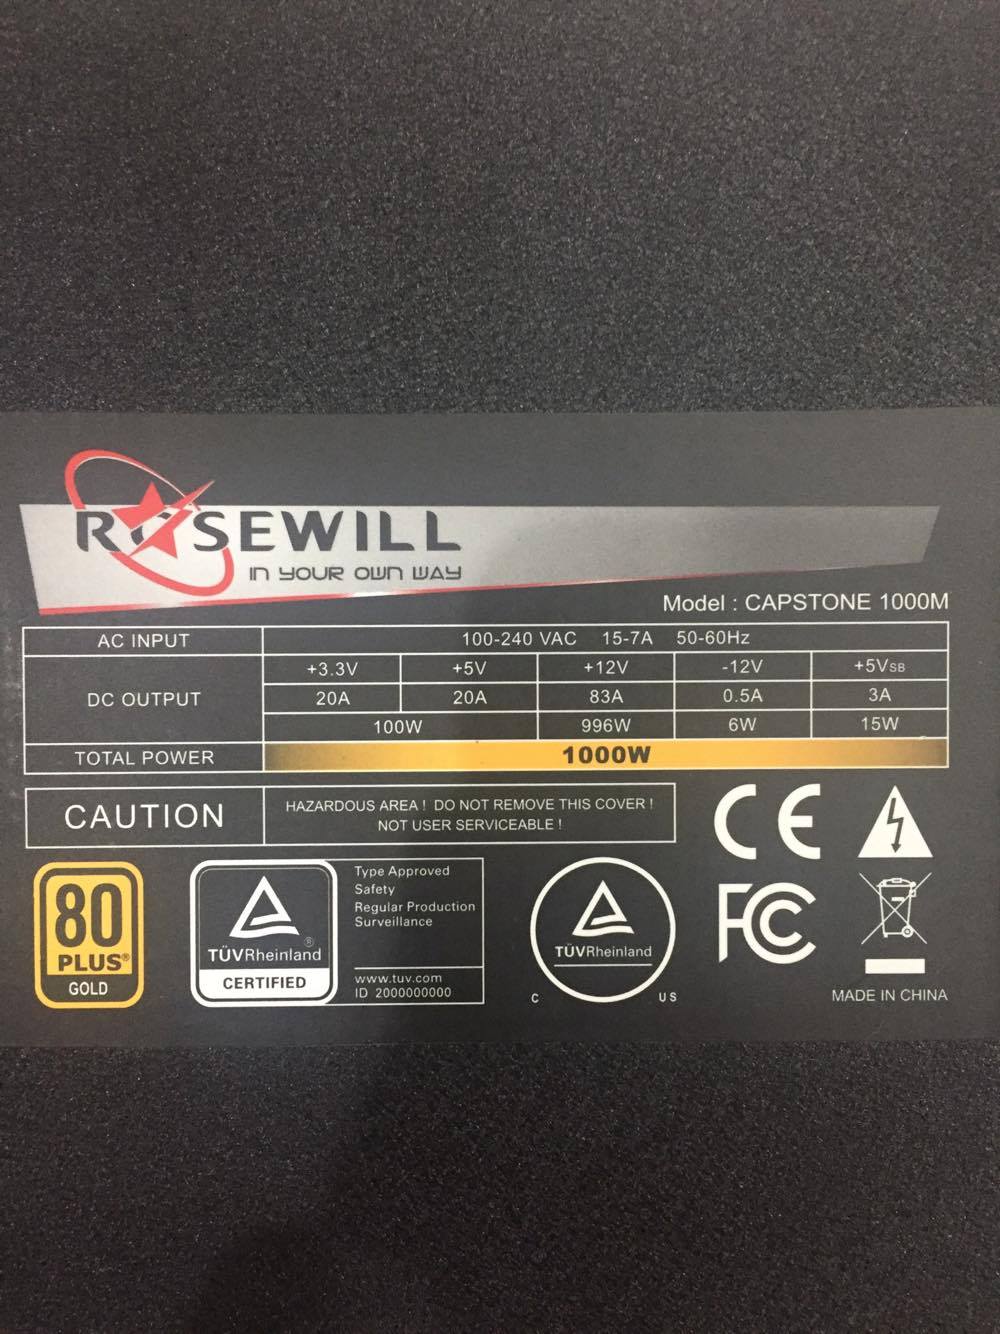 ROSEWILL
IN YOUR OWN WAY
Model : CAPSTONE 1000M
AC INPUT 100-240 VAC 15-7A 50-60Hz
DC OUTPUT +3.3V +5V +12V -12V +5VSB
20A 20A 83A 0.5A 3A
100W 996W 6W 15W
TOTAL POWER 1000W
CAUTION
HAZARDOUS AREA ! DO NOT REMOVE THIS COVER !
NOT USER SERVICEABLE !
80
PLUS®
GOLD
TÜVRheinland®
CERTIFIED
Type Approved
Safety
Regular Production
Surveillance
www.tuv.com
ID 2000000000
TÜVRheinland
C US
CE
FC
MADE IN CHINA